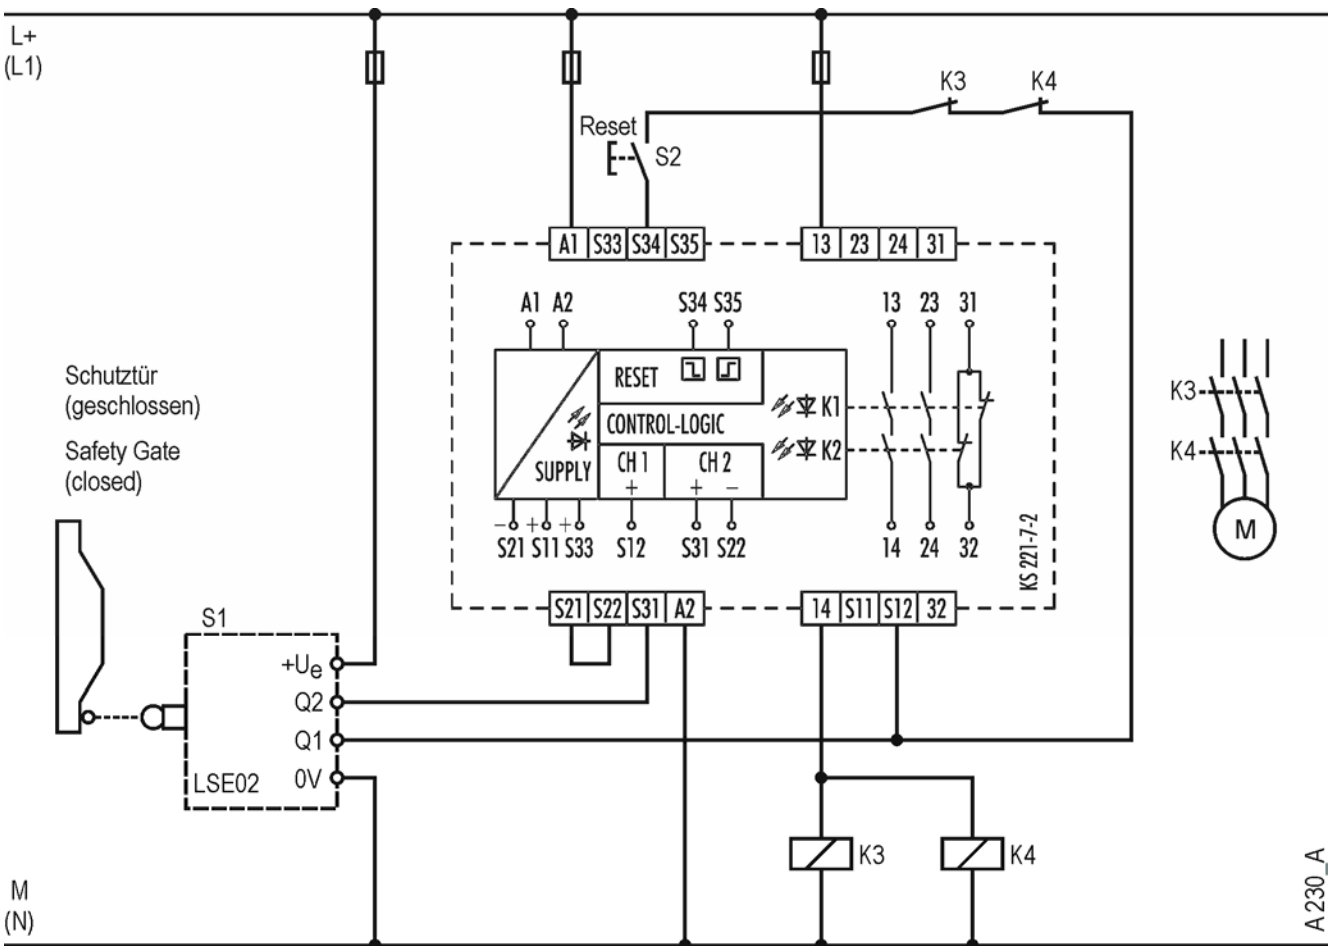 L+
(L1)
K3 K4
Reset
S2
A1 S33 S34 S35
13 23 24 31
A1 A2 S34 S35 13 23 31
Schutztür
(geschlossen)
Safety Gate
(closed)
RESET
K1
CONTROL-LOGIC
K2
SUPPLY
CH 1
CH 2
+ + −
− + +
S21 S11 S33 S12 S31 S22 14 24 32
KS 221-7-2
K3
K4
M
S21 S22 S31 A2
14 S11 S12 32
S1
+Ue
Q2
Q1
LSE02
0V
K3
K4
M
(N)
A 230_A